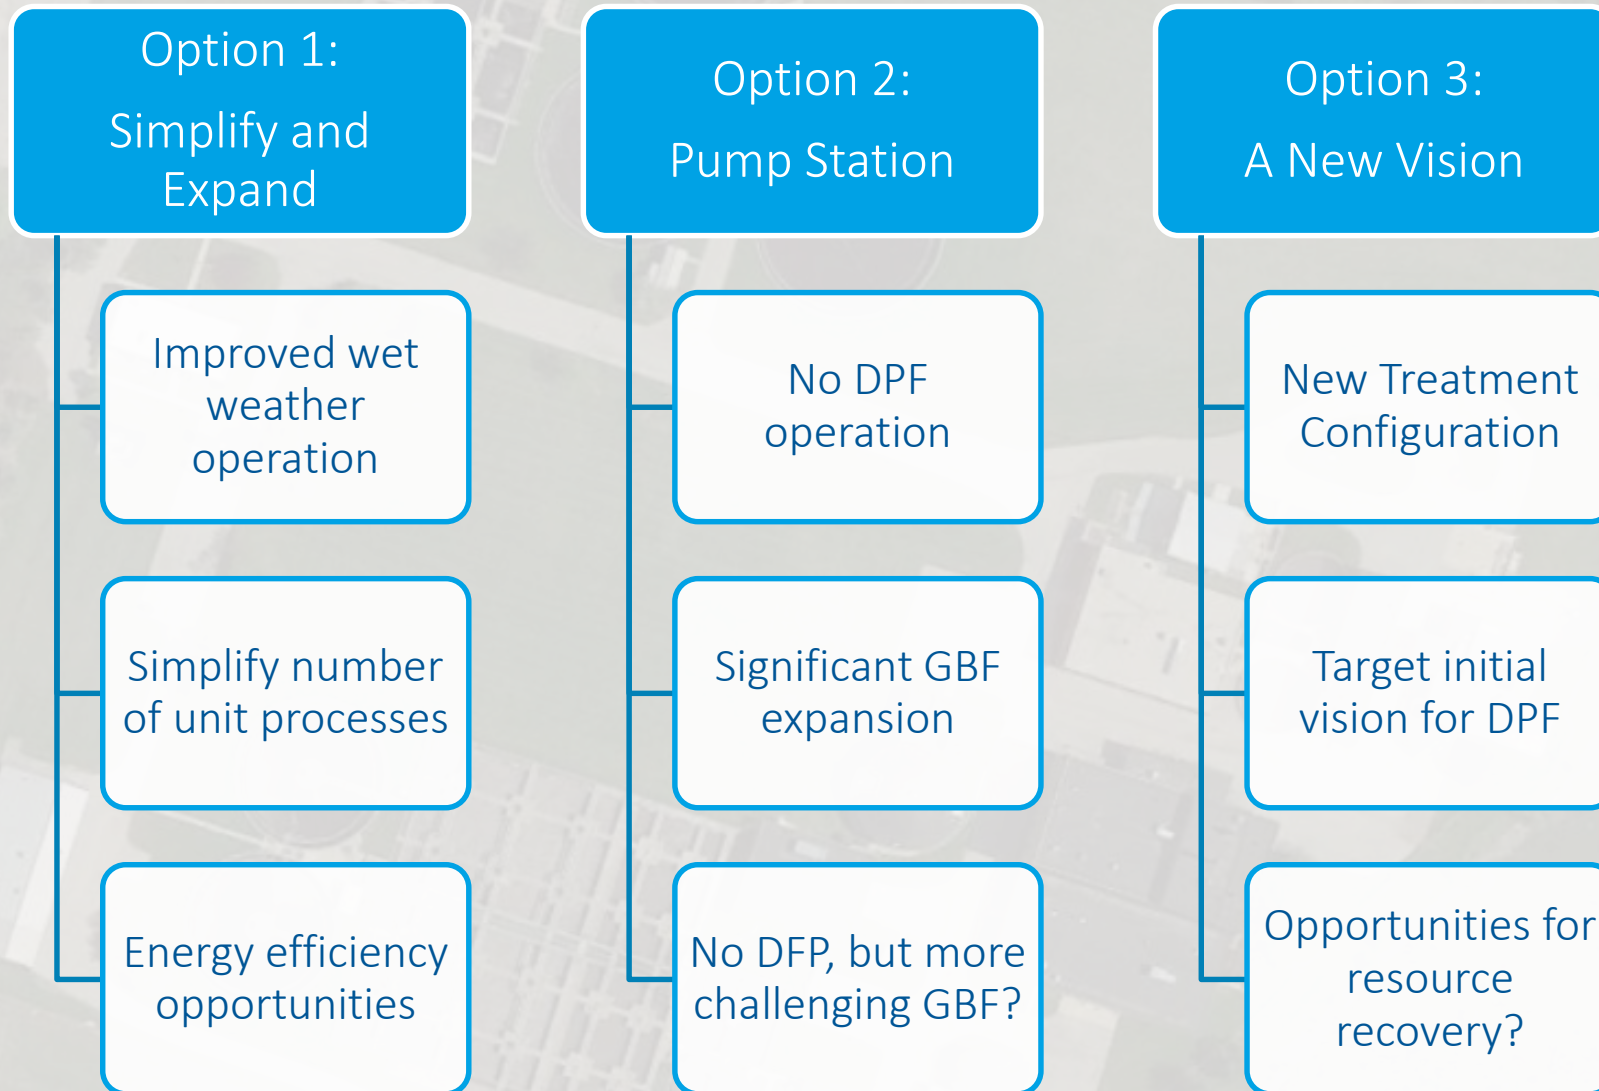 Option 1:
Simplify and
Expand
Improved wet
weather
operation
Simplify number
of unit processes
Energy efficiency
opportunities
Option 2:
Pump Station
No DPF
operation
Significant GBF
expansion
No DFP, but more
challenging GBF?
Option 3:
A New Vision
New Treatment
Configuration
Target initial
vision for DPF
Opportunities for
resource
recovery?